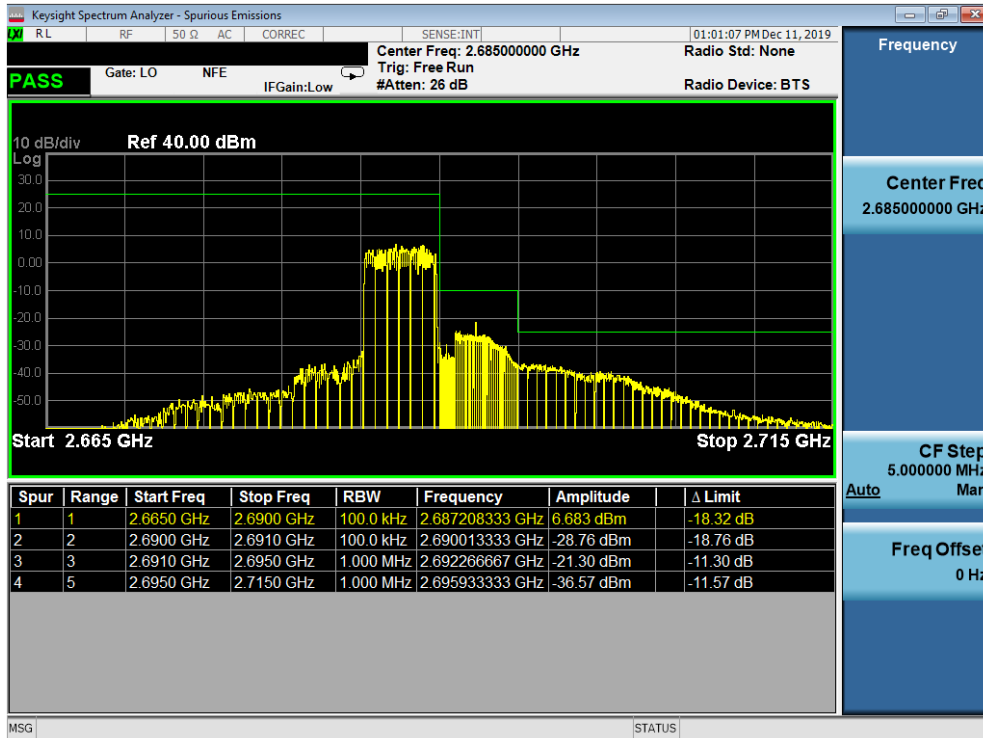 Keysight Spectrum Analyzer - Spurious Emissions
LXI RL RF 50 Ω AC CORREC SENSE:INT 01:01:07 PM Dec 11, 2019
Center Freq: 2.685000000 GHz Radio Std: None
PASS Gate: LO NFE Trig: Free Run
IFGain:Low #Atten: 26 dB Radio Device: BTS
10 dB/div Ref 40.00 dBm
Log
30.0
20.0
10.0
0.00
-10.0
-20.0
-30.0
-40.0
-50.0
Start 2.665 GHz Stop 2.715 GHz
Spur Range Start Freq Stop Freq RBW Frequency Amplitude Δ Limit
1 1 2.6650 GHz 2.6900 GHz 100.0 kHz 2.687208333 GHz 6.683 dBm -18.32 dB
2 2 2.6900 GHz 2.6910 GHz 100.0 kHz 2.690013333 GHz -28.76 dBm -18.76 dB
3 3 2.6910 GHz 2.6950 GHz 1.000 MHz 2.692266667 GHz -21.30 dBm -11.30 dB
4 5 2.6950 GHz 2.7150 GHz 1.000 MHz 2.695933333 GHz -36.57 dBm -11.57 dB
MSG STATUS
Frequency
Center Freq
2.685000000 GHz
CF Step
5.000000 MHz
Auto Man
Freq Offset
0 Hz